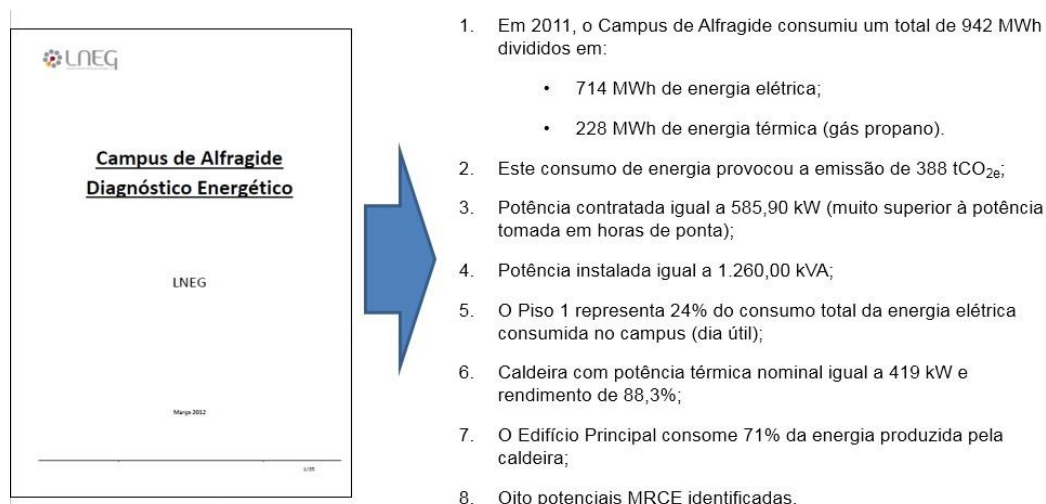 LNEG
Campus de Alfragide
Diagnóstico Energético
LNEG
Março 2012
1. Em 2011, o Campus de Alfragide consumiu um total de 942 MWh
divididos em:
• 714 MWh de energia elétrica;
• 228 MWh de energia térmica (gás propano).
2. Este consumo de energia provocou a emissão de 388 tCO2e;
3. Potência contratada igual a 585,90 kW (muito superior à potência
tomada em horas de ponta);
4. Potência instalada igual a 1.260,00 kVA;
5. O Piso 1 representa 24% do consumo total da energia elétrica
consumida no campus (dia útil);
6. Caldeira com potência térmica nominal igual a 419 kW e
rendimento de 88,3%;
7. O Edifício Principal consome 71% da energia produzida pela
caldeira;
8. Oito potenciais MRCE identificadas.